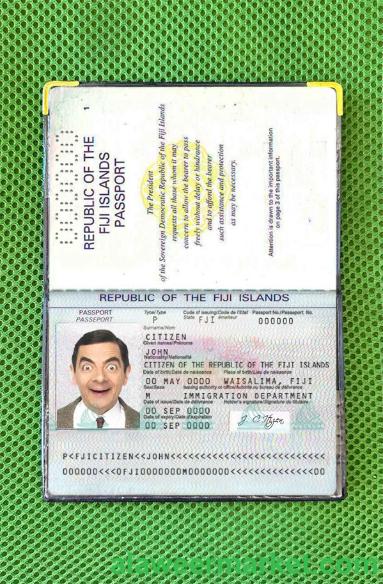 1
REPUBLIC OF THE
FIJI ISLANDS
PASSPORT
The President
of the Sovereign Democratic Republic of the Fiji Islands
requests all those whom it may
concern to allow the bearer to pass
freely without delay or hindrance
and to afford the bearer
such assistance and protection
as may be necessary.
Attention is drawn to the important information
on page 3 of this passport.
REPUBLIC OF THE FIJI ISLANDS
PASSPORT
PASSEPORT
Type/Type
P
Code of issuing/Code de l'État
State FJI émetteur
Passport No./Passeport. No.
000000
Surname/Nom
CITIZEN
Given names/Prénoms
JOHN
Nationality/Nationalité
CITIZEN OF THE REPUBLIC OF THE FIJI ISLANDS
Date of birth/Date de naissance Place of birth/Lieu de naissance
00 MAY 0000 WAISALIMA, FIJI
Sex/Sexe Issuing authority or office/Autorité ou bureau de délivrance
M IMMIGRATION DEPARTMENT
Date of issue/Date de délivrance Holder's signature/Signature du titulaire
00 SEP 0000
Date of expiry/Date d'expiration
00 SEP 0000
P<FJICITIZEN<<JOHN<<<<<<<<<<<<<<<<<<<<<<<<<<
000000<<<0FJI0000000M0000000<<<<<<<<<<<<<<00